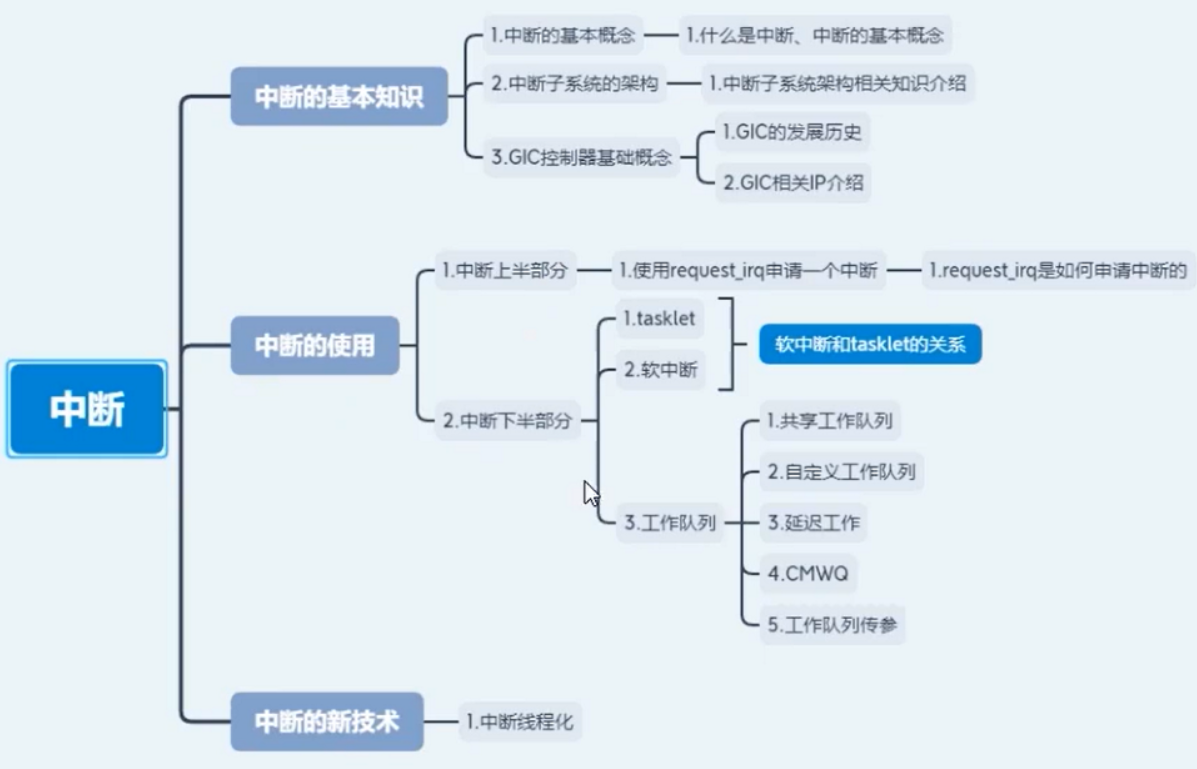 中断
中断的基本知识
1.中断的基本概念
1.什么是中断、中断的基本概念
2.中断子系统的架构
1.中断子系统架构相关知识介绍
3.GIC控制器基础概念
1.GIC的发展历史
2.GIC相关IP介绍
中断的使用
1.中断上半部分
1.使用request_irq申请一个中断
1.request_irq是如何申请中断的
2.中断下半部分
1.tasklet
2.软中断
软中断和tasklet的关系
3.工作队列
1.共享工作队列
2.自定义工作队列
3.延迟工作
4.CMWQ
5.工作队列传参
中断的新技术
1.中断线程化